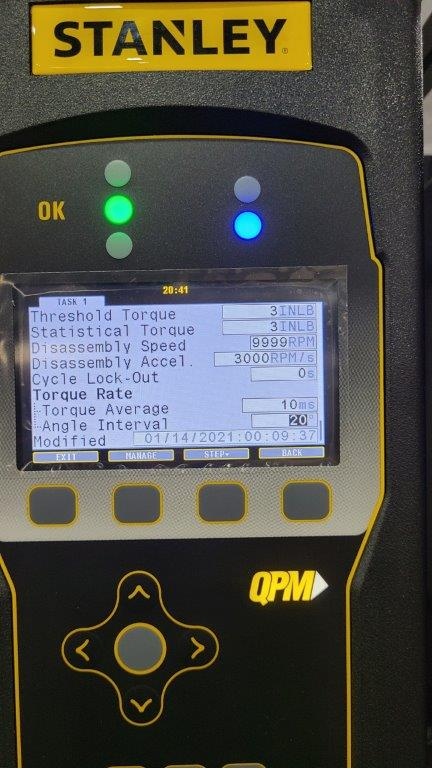 STANLEY®
OK
20:41
TASK 1
Threshold Torque 3INLB
Statistical Torque 3INLB
Disassembly Speed 9999RPM
Disassembly Accel. 3000RPM/s
Cycle Lock-Out 0s
Torque Rate
Torque Average 10ms
Angle Interval 20°
Modified 01/14/2021:00:09:37
EXIT MANAGE STEP BACK
QPM